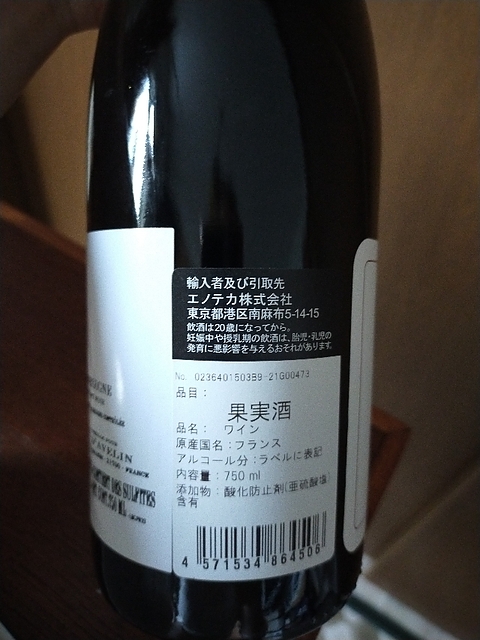 輸入者及び引取先
エノテカ株式会社
東京都港区南麻布5-14-15
飲酒は20歳になってから。
妊娠中や授乳期の飲酒は、胎児・乳児の
発育に悪影響を与えるおそれがあります。
No. 0236401503B9-21G00473
品目：
果実酒
品名： ワイン
原産国名：フランス
アルコール分：ラベルに表記
内容量：750 ml
添加物：酸化防止剤(亜硫酸塩)
含有
4 571534 864506